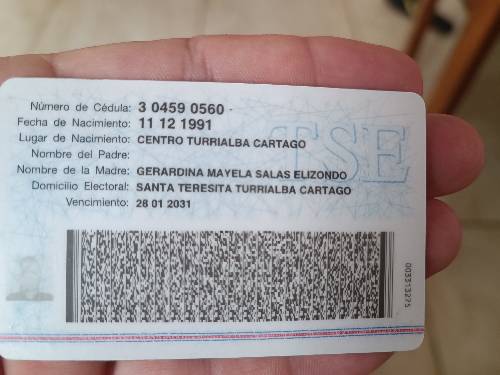 Número de Cédula: 3 0459 0560
Fecha de Nacimiento: 11 12 1991
Lugar de Nacimiento: CENTRO TURRIALBA CARTAGO
Nombre del Padre:
Nombre de la Madre: GERARDINA MAYELA SALAS ELIZONDO
Domicilio Electoral: SANTA TERESITA TURRIALBA CARTAGO
Vencimiento: 28 01 2031
TSE
003313275